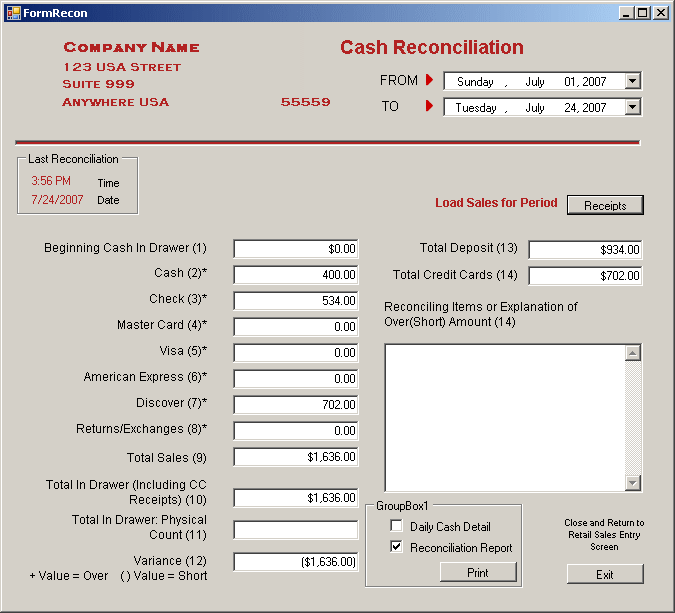 FormRecon
Company Name
Cash Reconciliation
123 USA Street
Suite 999
Anywhere USA 55559
FROM Sunday , July 01, 2007
TO Tuesday , July 24, 2007
Last Reconciliation
3:56 PM Time
7/24/2007 Date
Load Sales for Period Receipts
Beginning Cash In Drawer (1) $0.00
Cash (2)* 400.00
Check (3)* 534.00
Master Card (4)* 0.00
Visa (5)* 0.00
American Express (6)* 0.00
Discover (7)* 702.00
Returns/Exchanges (8)* 0.00
Total Sales (9) $1,636.00
Total In Drawer (Including CC
Receipts) (10) $1,636.00
Total In Drawer: Physical
Count (11)
Variance (12) ($1,636.00)
+ Value = Over ( ) Value = Short
Total Deposit (13) $934.00
Total Credit Cards (14) $702.00
Reconciling Items or Explanation of
Over(Short) Amount (14)
GroupBox1
Daily Cash Detail
Reconciliation Report
Print
Close and Return to
Retail Sales Entry
Screen
Exit